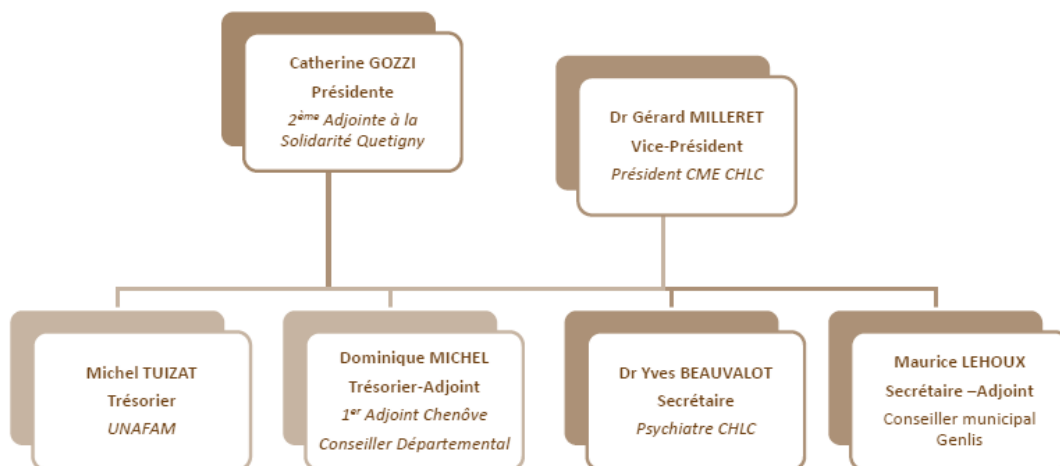 Catherine GOZZI
Présidente
2ème Adjointe à la
Solidarité Quetigny
Dr Gérard MILLERET
Vice-Président
Président CME CHLC
Michel TUIZAT
Trésorier
UNAFAM
Dominique MICHEL
Trésorier-Adjoint
1er Adjoint Chenôve
Conseiller Départemental
Dr Yves BEAUVALOT
Secrétaire
Psychiatre CHLC
Maurice LEHOUX
Secrétaire –Adjoint
Conseiller municipal
Genlis